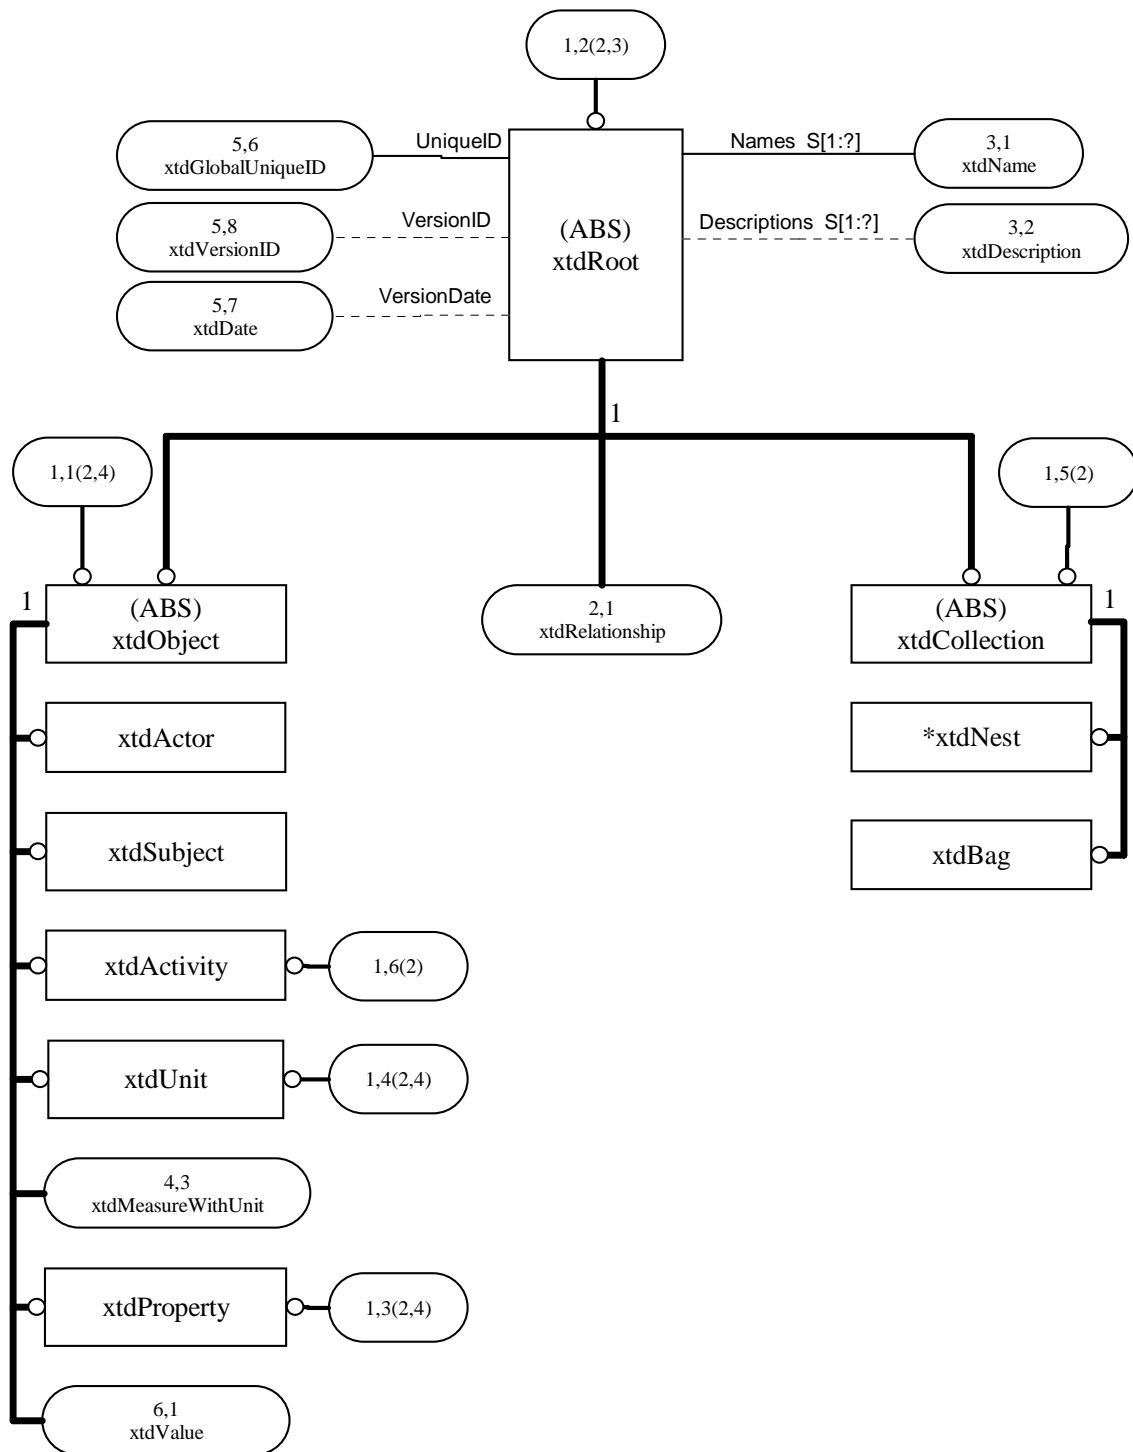 1,2(2,3)
5,6
xtdGlobalUniqueID
UniqueID
Names S[1:?]
3,1
xtdName
5,8
xtdVersionID
VersionID
(ABS)
xtdRoot
Descriptions S[1:?]
3,2
xtdDescription
5,7
xtdDate
VersionDate
1
1,1(2,4)
1,5(2)
1
(ABS)
xtdObject
2,1
xtdRelationship
(ABS)
xtdCollection
1
xtdActor
*xtdNest
xtdSubject
xtdBag
xtdActivity
1,6(2)
xtdUnit
1,4(2,4)
4,3
xtdMeasureWithUnit
xtdProperty
1,3(2,4)
6,1
xtdValue